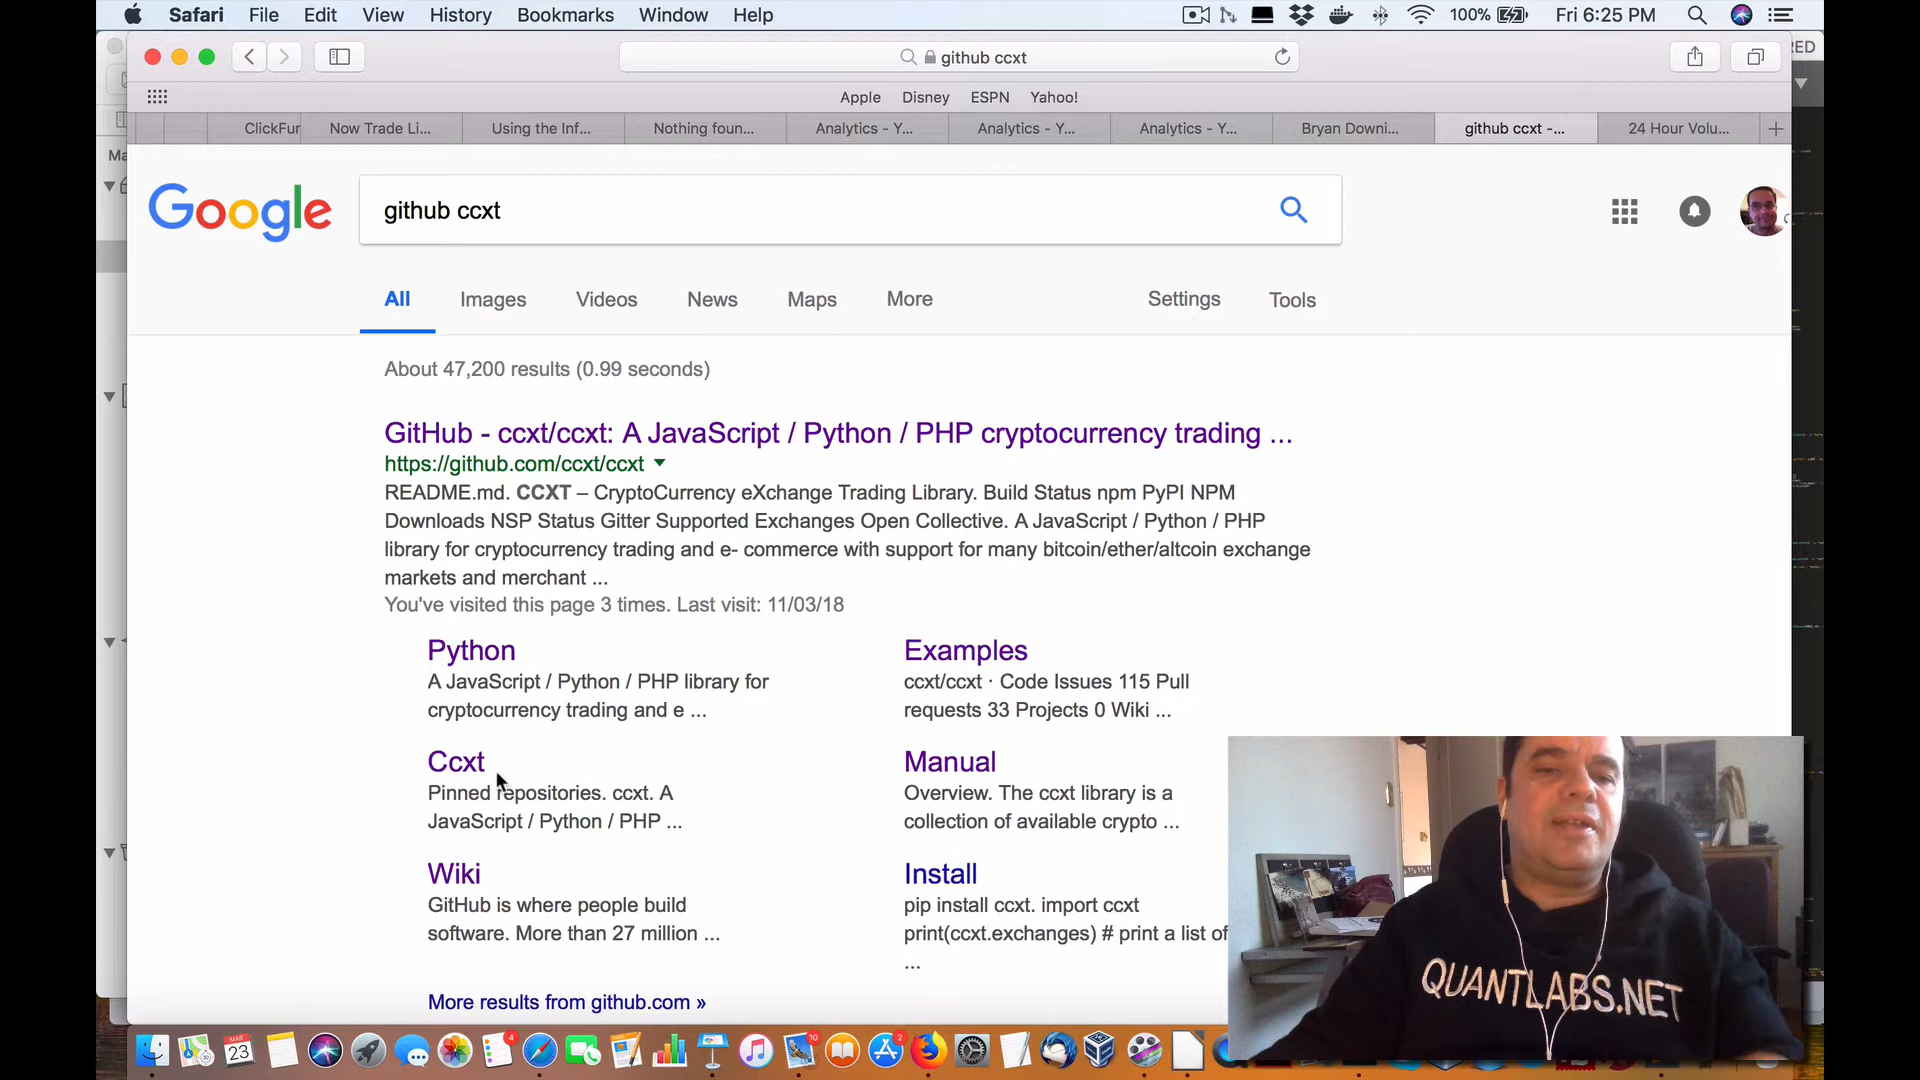 Safari File Edit View History Bookmarks Window Help 100% Fri 6:25 PM
github ccxt
RED
Apple Disney ESPN Yahoo!
ClickFur Now Trade Li... Using the Inf... Nothing foun... Analytics - Y... Analytics - Y... Analytics - Y... Bryan Downi... github ccxt -... 24 Hour Volu...
Ma
Google github ccxt
All Images Videos News Maps More Settings Tools
About 47,200 results (0.99 seconds)
GitHub - ccxt/ccxt: A JavaScript / Python / PHP cryptocurrency trading ...
https://github.com/ccxt/ccxt
README.md. CCXT – CryptoCurrency eXchange Trading Library. Build Status npm PyPI NPM
Downloads NSP Status Gitter Supported Exchanges Open Collective. A JavaScript / Python / PHP
library for cryptocurrency trading and e- commerce with support for many bitcoin/ether/altcoin exchange
markets and merchant ...
You've visited this page 3 times. Last visit: 11/03/18
Python
A JavaScript / Python / PHP library for
cryptocurrency trading and e ...
Examples
ccxt/ccxt · Code Issues 115 Pull
requests 33 Projects 0 Wiki ...
Ccxt
Pinned repositories. ccxt. A
JavaScript / Python / PHP ...
Manual
Overview. The ccxt library is a
collection of available crypto ...
Wiki
GitHub is where people build
software. More than 27 million ...
Install
pip install ccxt. import ccxt
print(ccxt.exchanges) # print a list of
...
More results from github.com »
QUANTLABS.NET
MAR
23
4
10
2